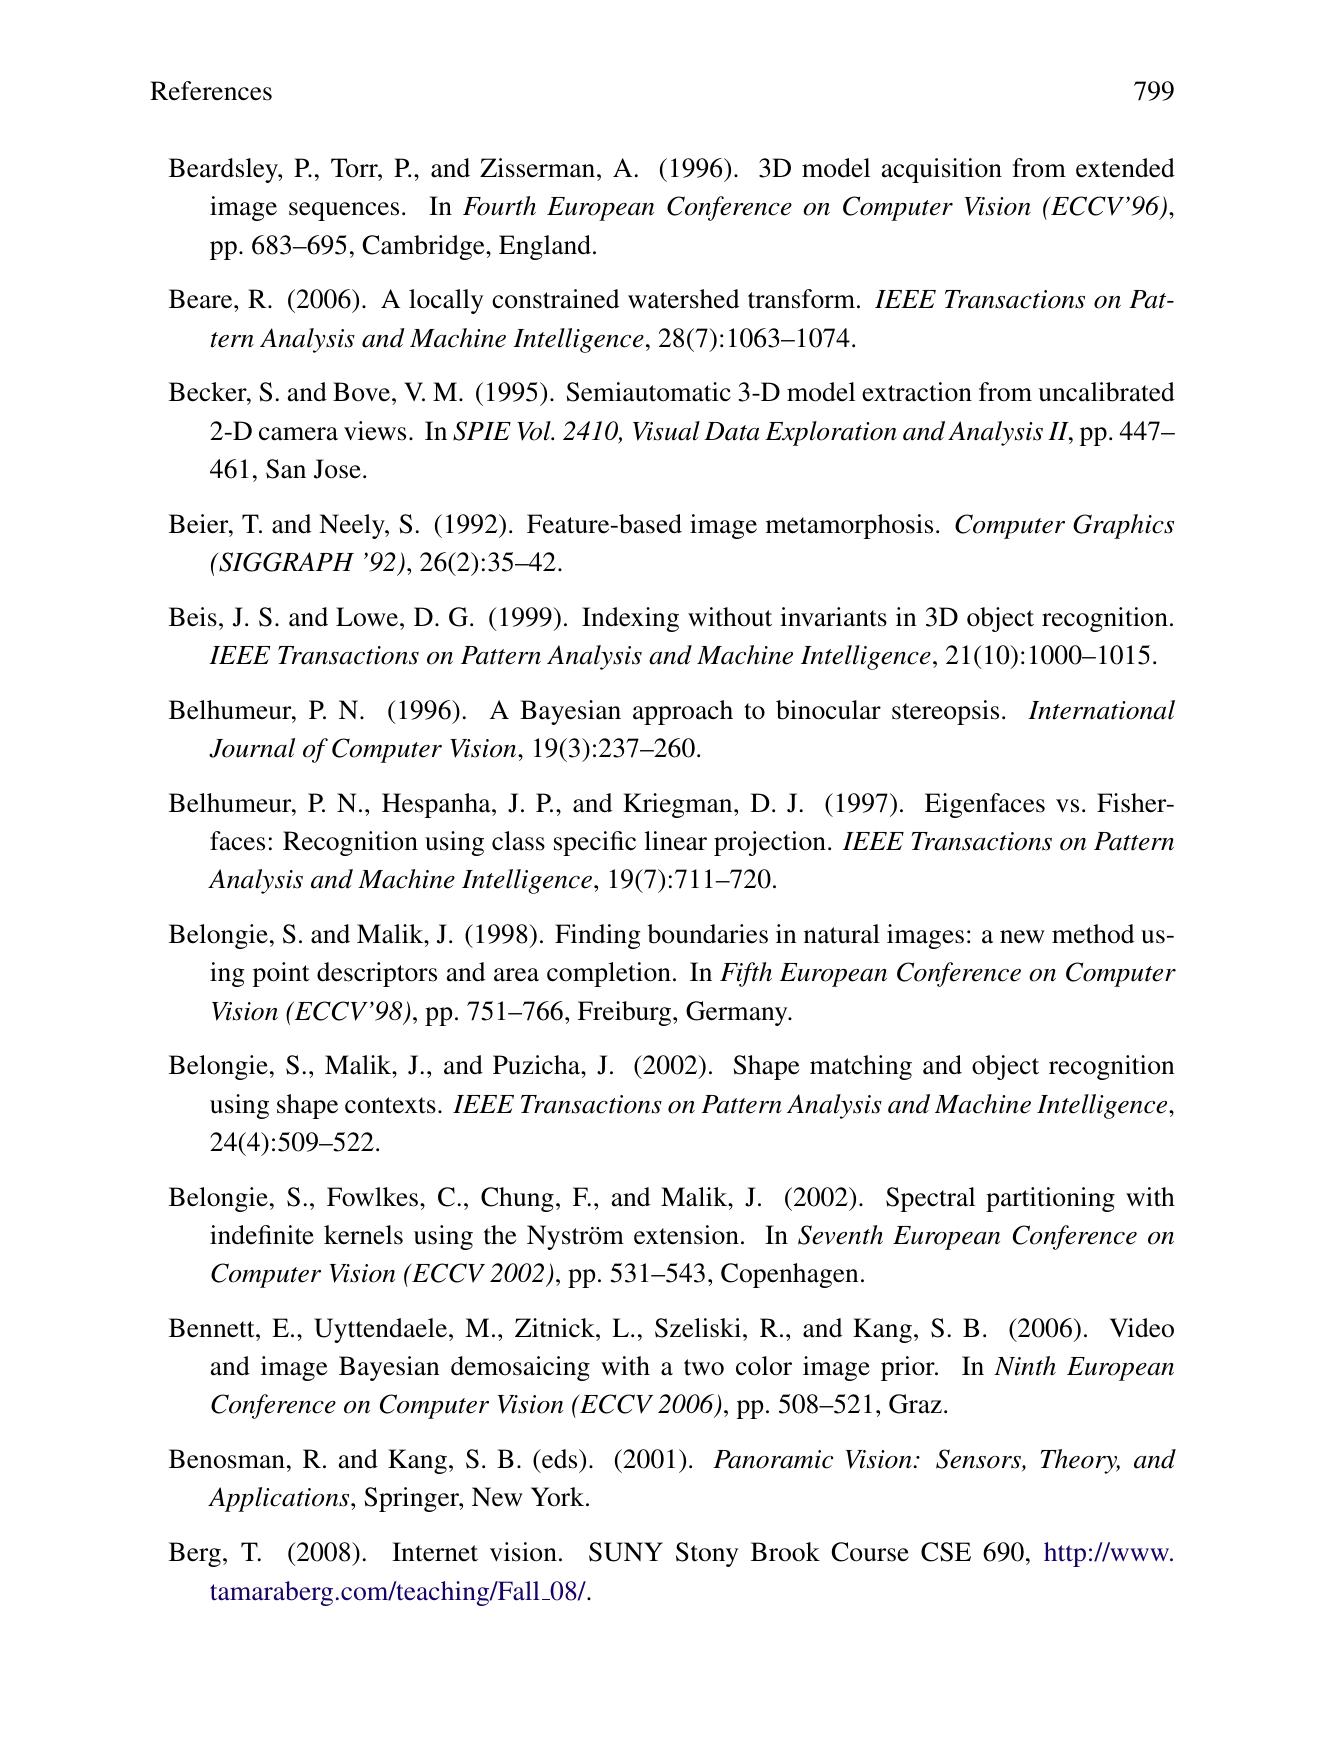 References 799
Beardsley, P., Torr, P., and Zisserman, A. (1996). 3D model acquisition from extended
image sequences. In Fourth European Conference on Computer Vision (ECCV'96),
pp. 683–695, Cambridge, England.
Beare, R. (2006). A locally constrained watershed transform. IEEE Transactions on Pat-
tern Analysis and Machine Intelligence, 28(7):1063–1074.
Becker, S. and Bove, V. M. (1995). Semiautomatic 3-D model extraction from uncalibrated
2-D camera views. In SPIE Vol. 2410, Visual Data Exploration and Analysis II, pp. 447–
461, San Jose.
Beier, T. and Neely, S. (1992). Feature-based image metamorphosis. Computer Graphics
(SIGGRAPH '92), 26(2):35–42.
Beis, J. S. and Lowe, D. G. (1999). Indexing without invariants in 3D object recognition.
IEEE Transactions on Pattern Analysis and Machine Intelligence, 21(10):1000–1015.
Belhumeur, P. N. (1996). A Bayesian approach to binocular stereopsis. International
Journal of Computer Vision, 19(3):237–260.
Belhumeur, P. N., Hespanha, J. P., and Kriegman, D. J. (1997). Eigenfaces vs. Fisher-
faces: Recognition using class specific linear projection. IEEE Transactions on Pattern
Analysis and Machine Intelligence, 19(7):711–720.
Belongie, S. and Malik, J. (1998). Finding boundaries in natural images: a new method us-
ing point descriptors and area completion. In Fifth European Conference on Computer
Vision (ECCV'98), pp. 751–766, Freiburg, Germany.
Belongie, S., Malik, J., and Puzicha, J. (2002). Shape matching and object recognition
using shape contexts. IEEE Transactions on Pattern Analysis and Machine Intelligence,
24(4):509–522.
Belongie, S., Fowlkes, C., Chung, F., and Malik, J. (2002). Spectral partitioning with
indefinite kernels using the Nyström extension. In Seventh European Conference on
Computer Vision (ECCV 2002), pp. 531–543, Copenhagen.
Bennett, E., Uyttendaele, M., Zitnick, L., Szeliski, R., and Kang, S. B. (2006). Video
and image Bayesian demosaicing with a two color image prior. In Ninth European
Conference on Computer Vision (ECCV 2006), pp. 508–521, Graz.
Benosman, R. and Kang, S. B. (eds). (2001). Panoramic Vision: Sensors, Theory, and
Applications, Springer, New York.
Berg, T. (2008). Internet vision. SUNY Stony Brook Course CSE 690, http://www.
tamaraberg.com/teaching/Fall_08/.